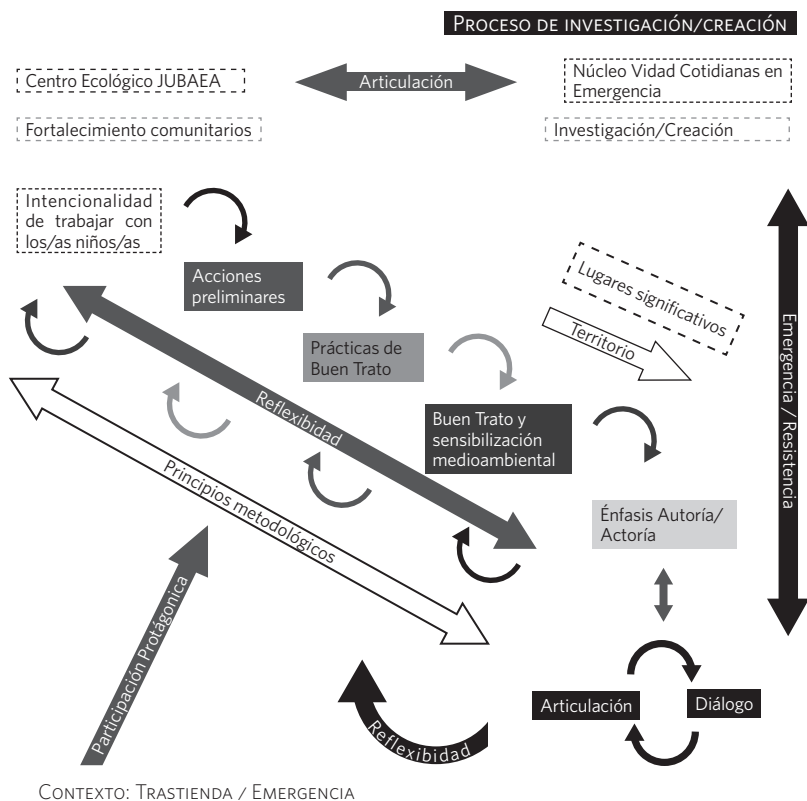 PROCESO DE INVESTIGACIÓN/CREACIÓN
Centro Ecológico JUBAEA
Articulación
Núcleo Vidad Cotidianas en
Emergencia
Fortalecimiento comunitarios
Investigación/Creación
Intencionalidad
de trabajar con
los/as niños/as
Acciones
preliminares
Lugares significativos
Territorio
Prácticas de
Buen Trato
Emergencia / Resistencia
Reflexibidad
Buen Trato y
sensibilización
medioambiental
Principios metodológicos
Énfasis Autoría/
Actoría
Participación Protágonica
Reflexibidad
Articulación
Diálogo
CONTEXTO: TRASTIENDA / EMERGENCIA